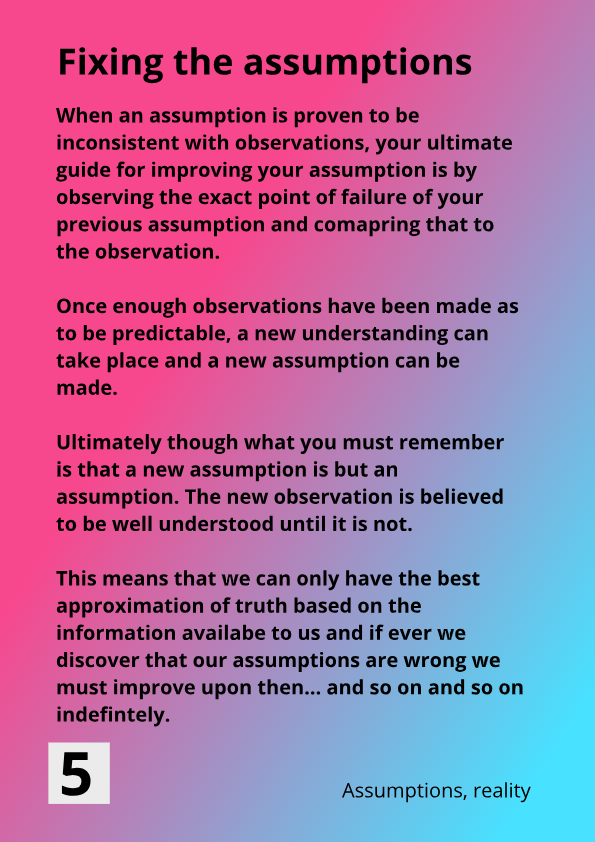 Fixing the assumptions
When an assumption is proven to be
inconsistent with observations, your ultimate
guide for improving your assumption is by
observing the exact point of failure of your
previous assumption and comapring that to
the observation.
Once enough observations have been made as
to be predictable, a new understanding can
take place and a new assumption can be
made.
Ultimately though what you must remember
is that a new assumption is but an
assumption. The new observation is believed
to be well understood until it is not.
This means that we can only have the best
approximation of truth based on the
information availabe to us and if ever we
discover that our assumptions are wrong we
must improve upon then... and so on and so on
indefintely.
5
Assumptions, reality